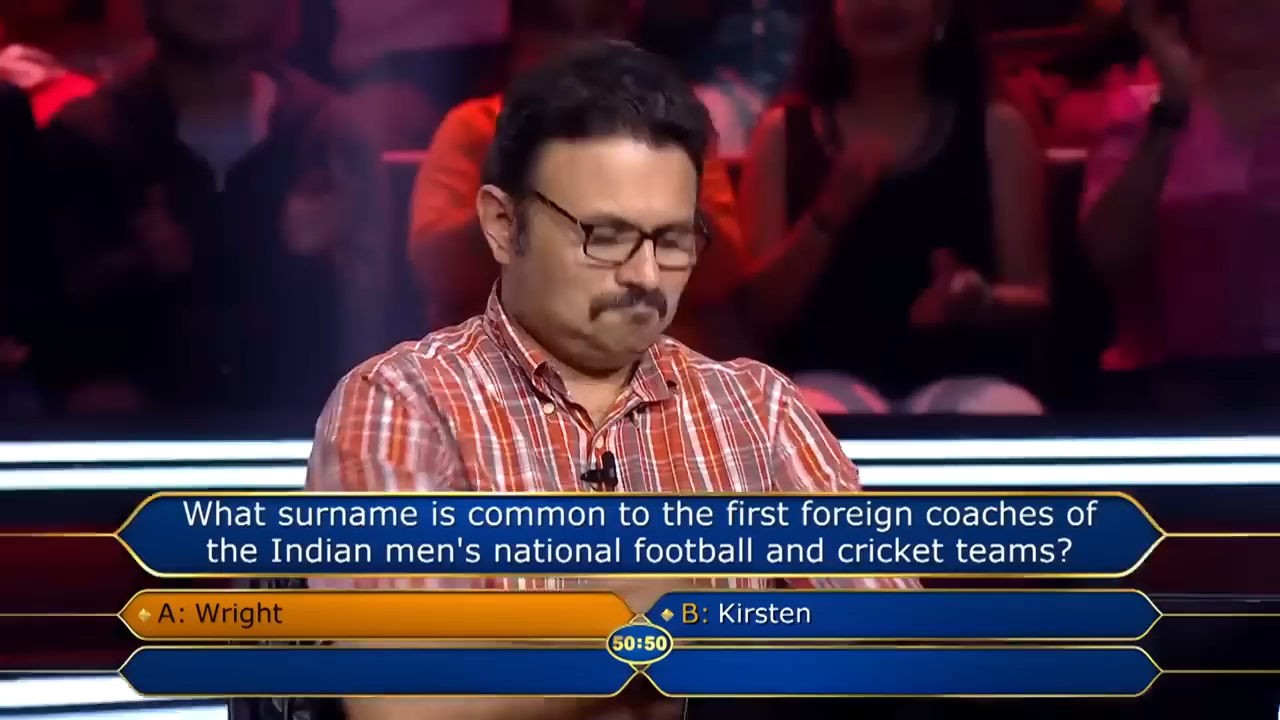 What surname is common to the first foreign coaches of
the Indian men's national football and cricket teams?
A: Wright
B: Kirsten
50:50